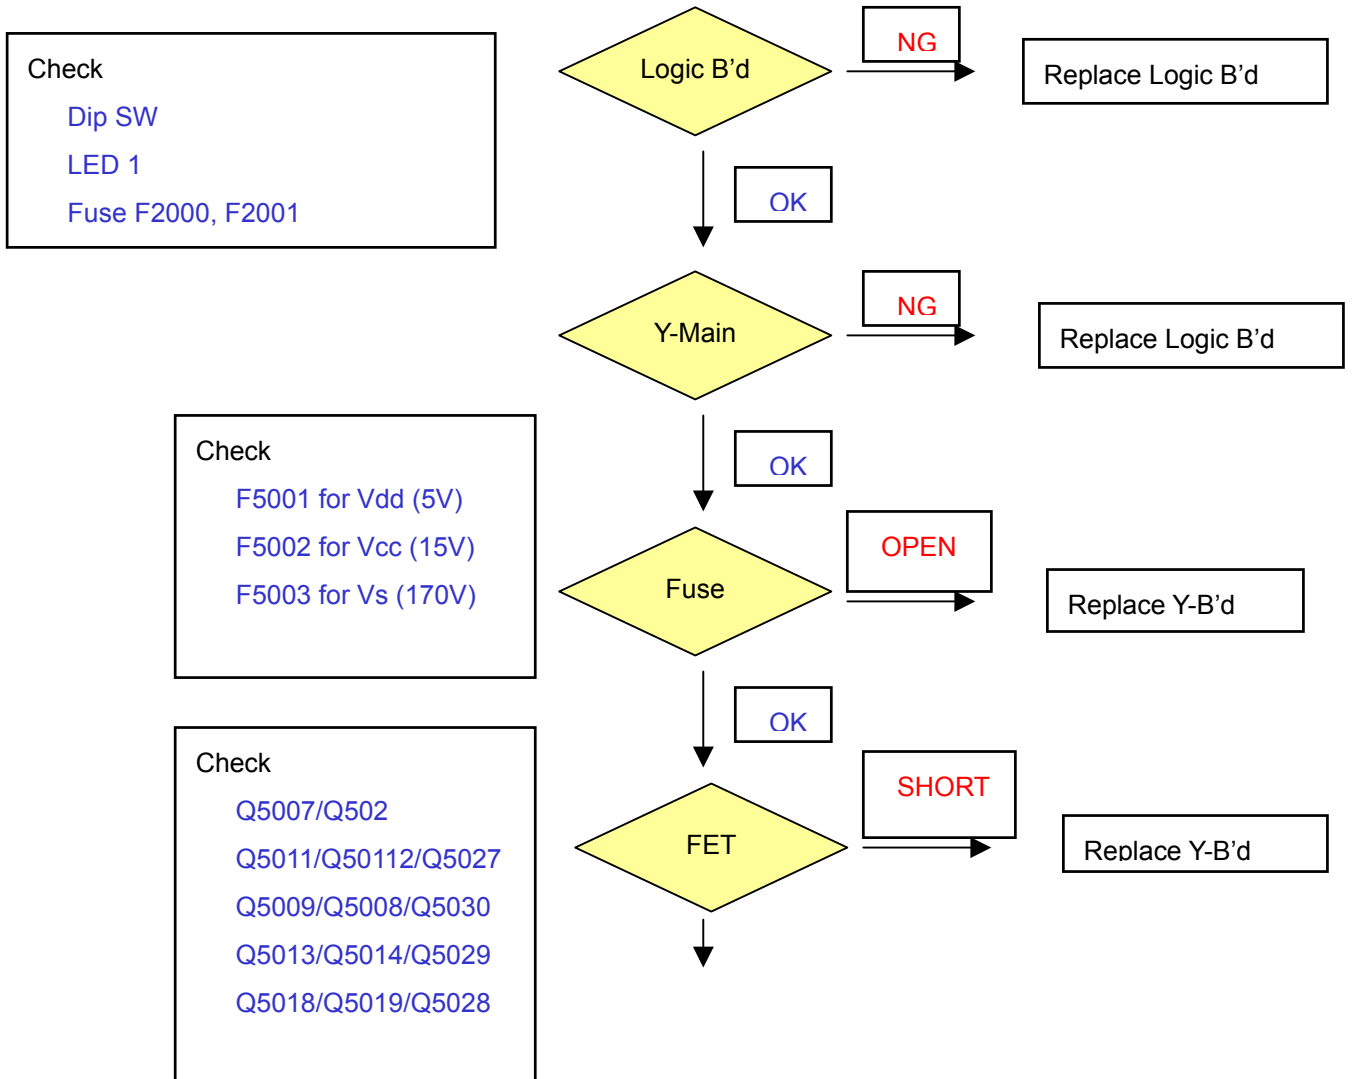 Check
Dip SW
LED 1
Fuse F2000, F2001
Logic B’d
NG
Replace Logic B’d
OK
Y-Main
NG
Replace Logic B’d
OK
Check
F5001 for Vdd (5V)
F5002 for Vcc (15V)
F5003 for Vs (170V)
Fuse
OPEN
Replace Y-B’d
OK
Check
Q5007/Q502
Q5011/Q50112/Q5027
Q5009/Q5008/Q5030
Q5013/Q5014/Q5029
Q5018/Q5019/Q5028
FET
SHORT
Replace Y-B’d